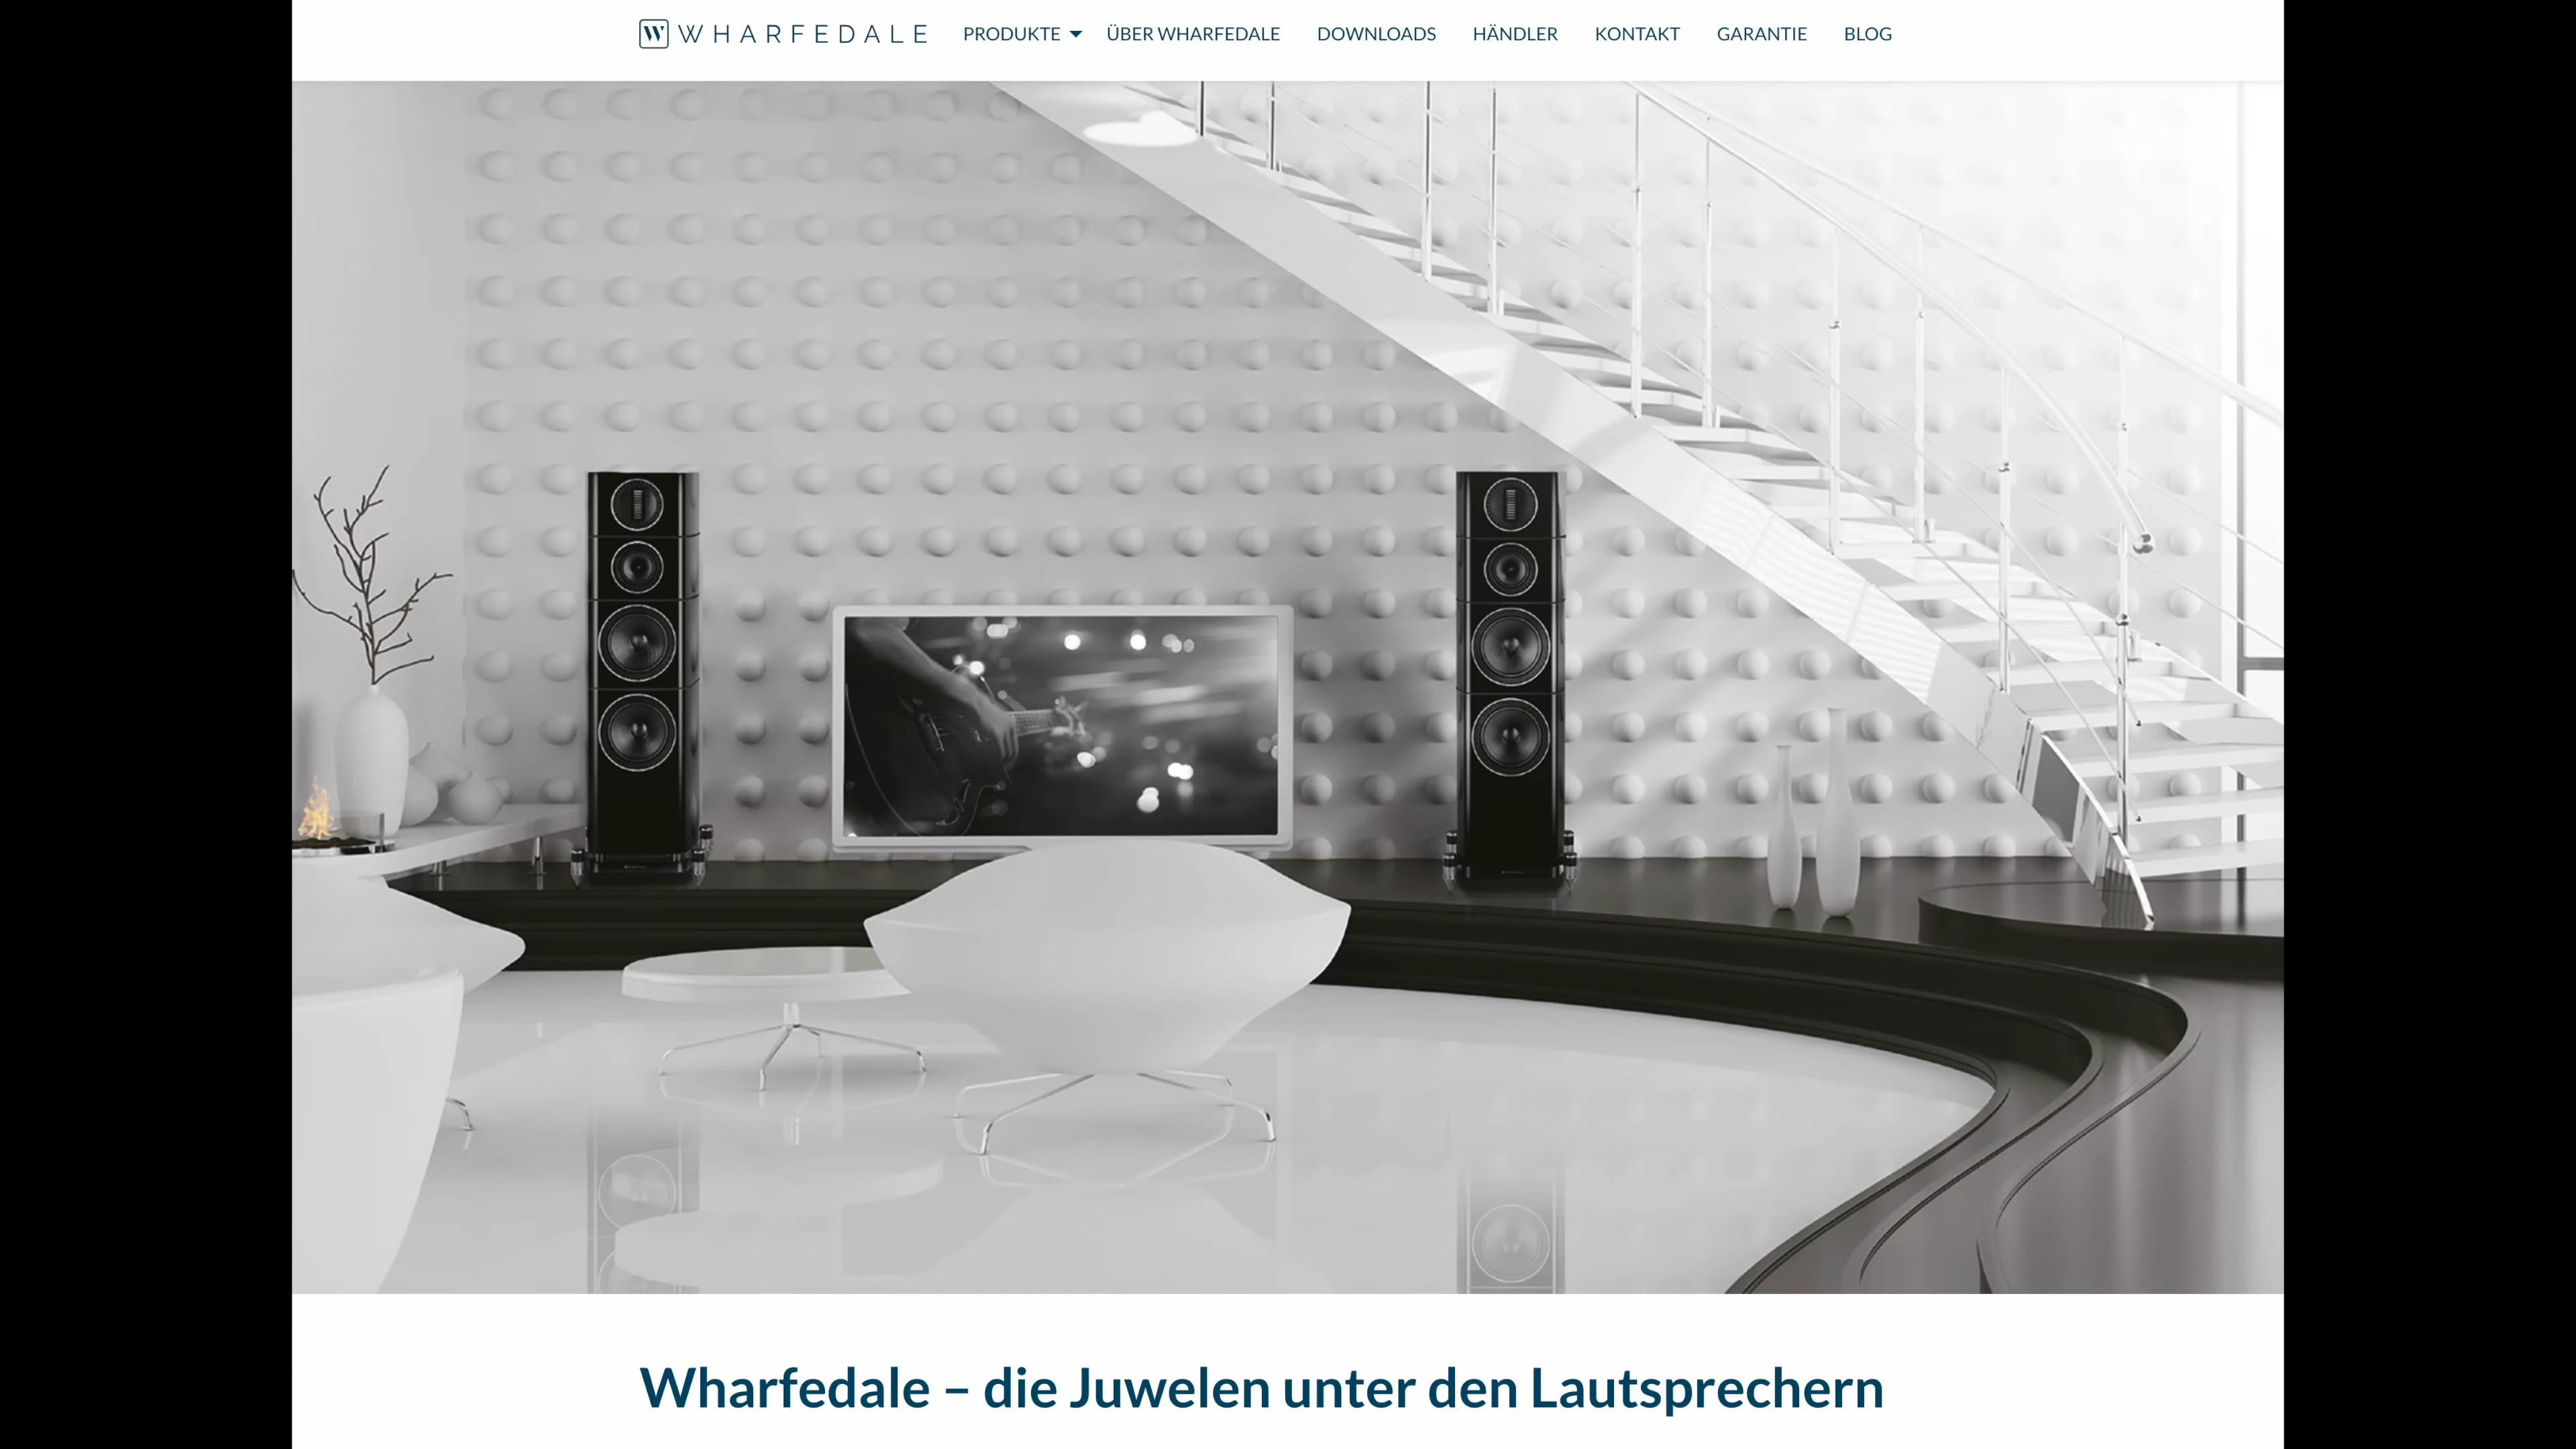 W WHARFEDALE PRODUKTE ÜBER WHARFEDALE DOWNLOADS HÄNDLER KONTAKT GARANTIE BLOG
Wharfedale – die Juwelen unter den Lautsprechern